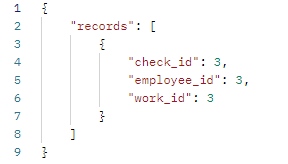 1 {
2     "records": [
3         {
4             "check_id": 3,
5             "employee_id": 3,
6             "work_id": 3
7         }
8     ]
9 }